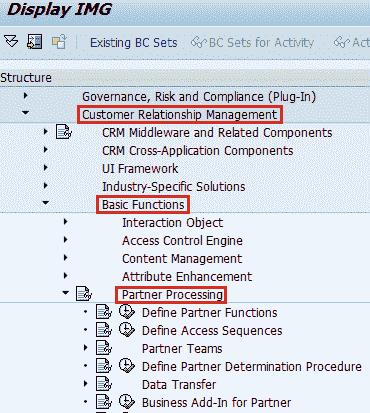 Display IMG
Existing BC Sets BC Sets for Activity Act
Structure
Governance, Risk and Compliance (Plug-In)
Customer Relationship Management
CRM Middleware and Related Components
CRM Cross-Application Components
UI Framework
Industry-Specific Solutions
Basic Functions
Interaction Object
Access Control Engine
Content Management
Attribute Enhancement
Partner Processing
Define Partner Functions
Define Access Sequences
Partner Teams
Define Partner Determination Procedure
Data Transfer
Business Add-In for Partner